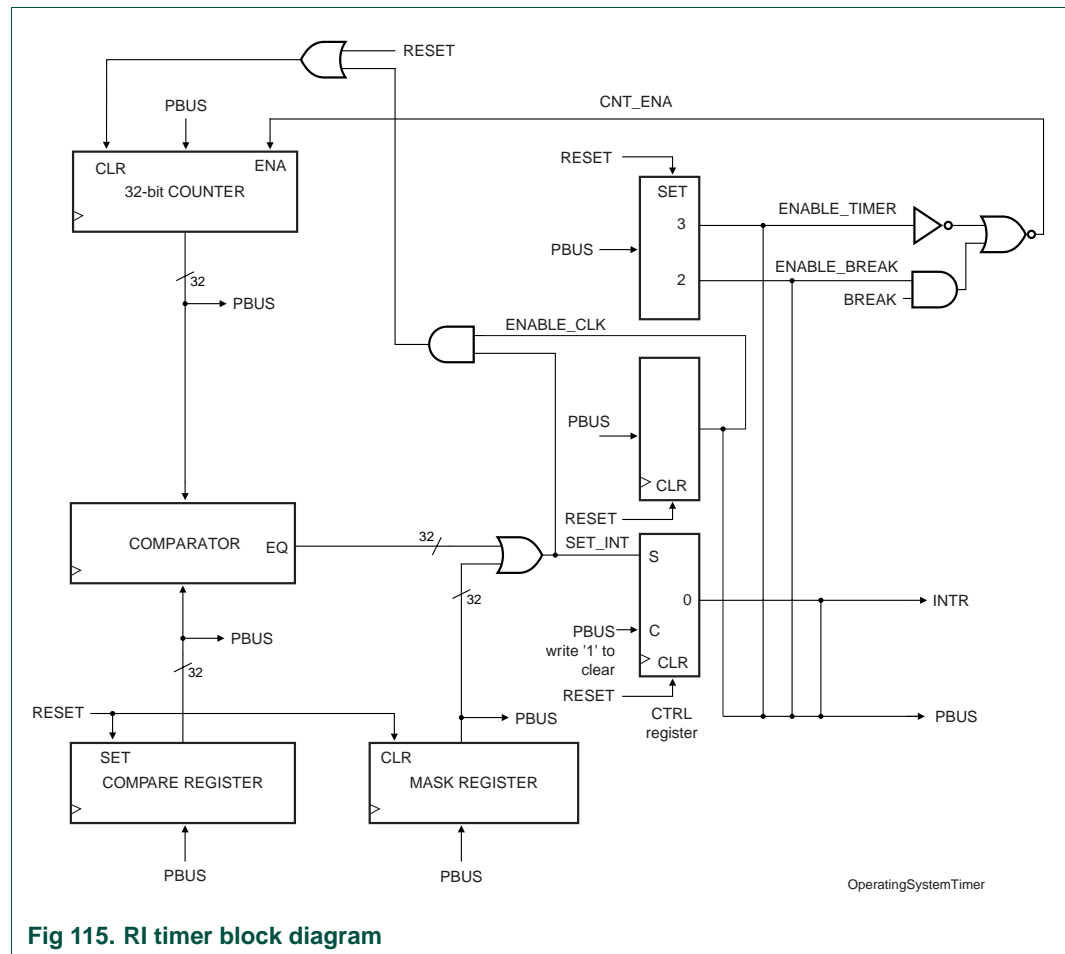 RESET
PBUS
CNT_ENA
CLR
ENA
32-bit COUNTER
RESET
SET
3
ENABLE_TIMER
PBUS
2
ENABLE_BREAK
BREAK
32
PBUS
ENABLE_CLK
PBUS
CLR
RESET
COMPARATOR
EQ
32
SET_INT
S
0
INTR
32
PBUS
32
PBUS
write '1' to
clear
C
CLR
RESET
CTRL
register
PBUS
RESET
PBUS
SET
COMPARE REGISTER
CLR
MASK REGISTER
PBUS
PBUS
OperatingSystemTimer
Fig 115. RI timer block diagram